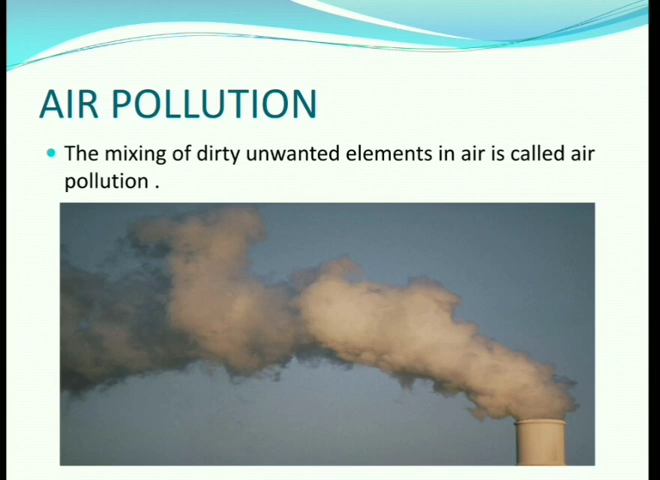 AIR POLLUTION
The mixing of dirty unwanted elements in air is called air
pollution .